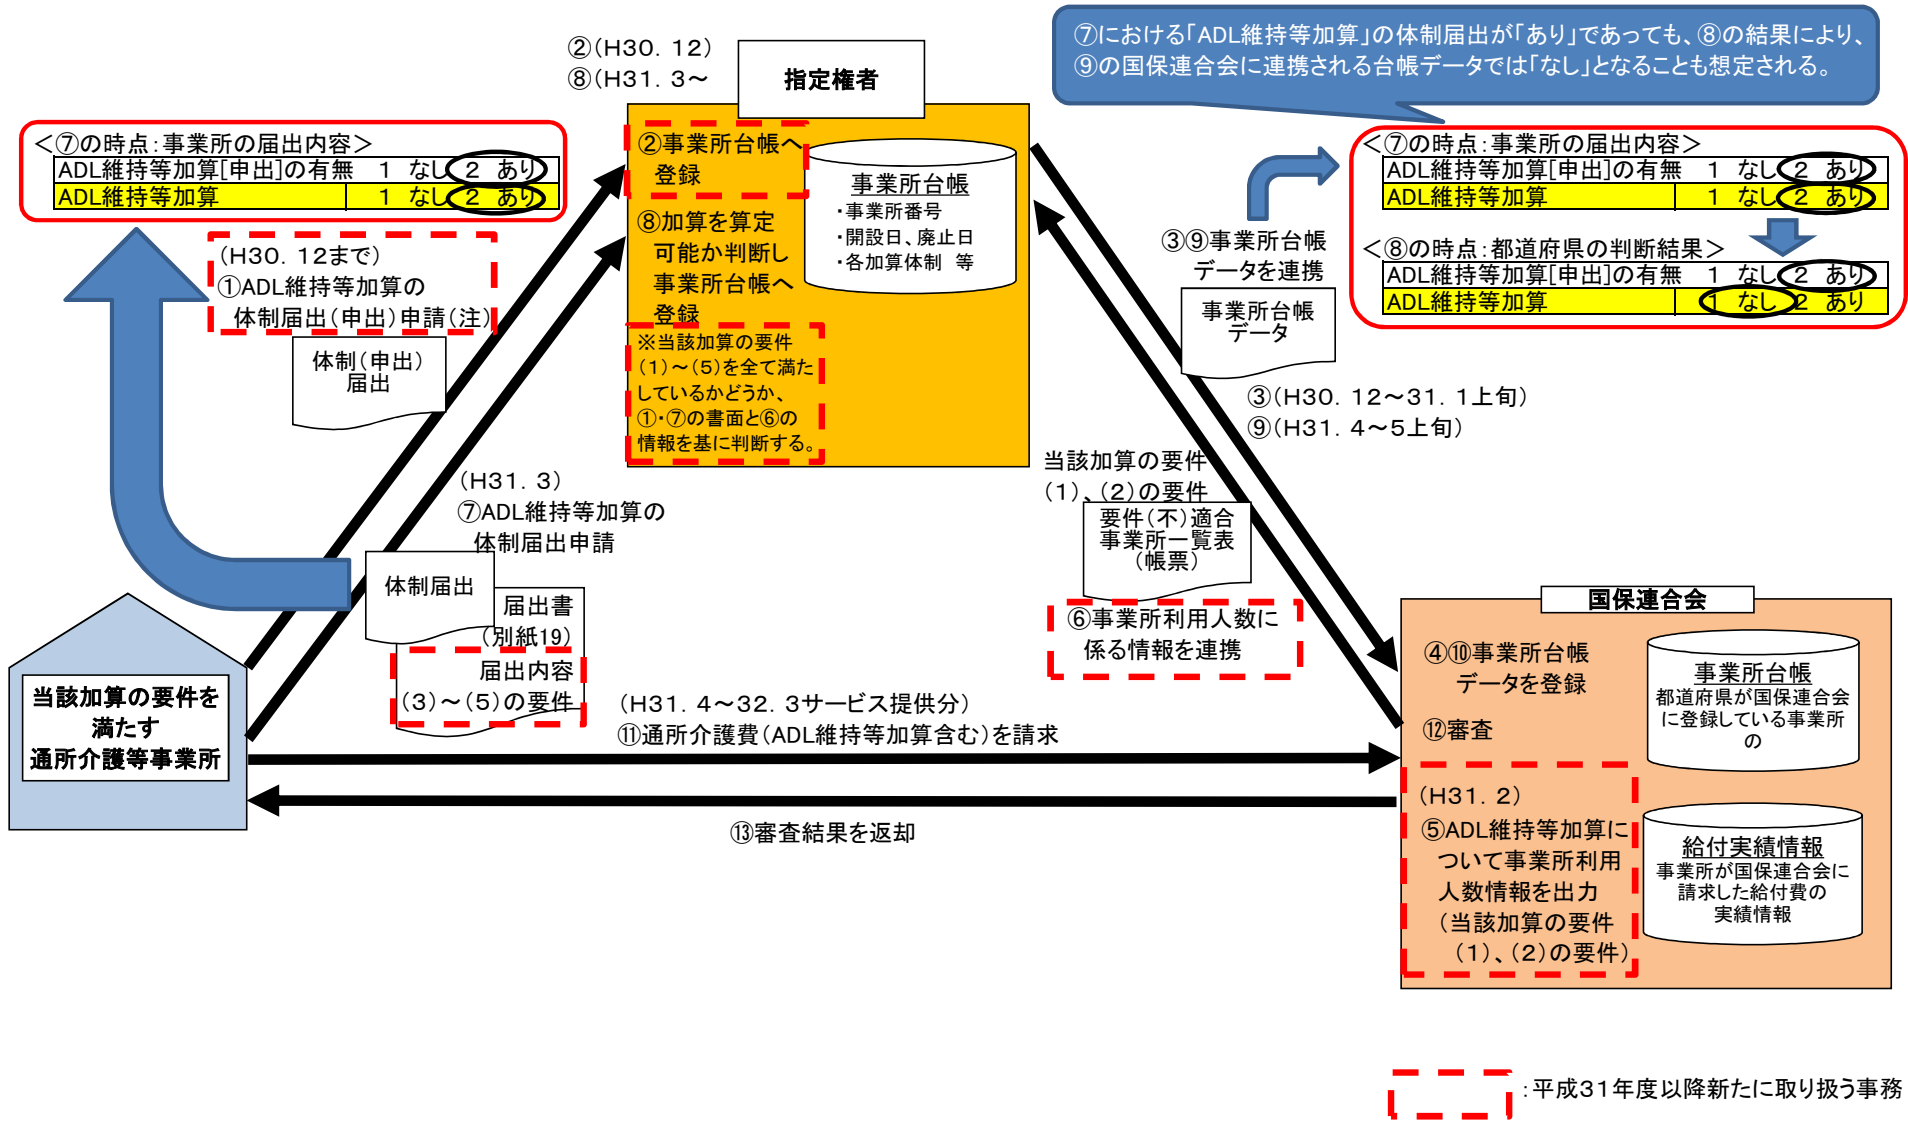 ⑦における「ADL維持等加算」の体制届出が「あり」であっても、⑧の結果により、
⑨の国保連合会に連携される台帳データでは「なし」となることも想定される。
②(H30．12)
⑧(H31．3～
指定権者
＜⑦の時点：事業所の届出内容＞
ADL維持等加算[申出]の有無　1　なし　2　あり
ADL維持等加算　1　なし　2　あり
(H30．12まで)
①ADL維持等加算の
体制届出(申出)申請(注)
体制(申出)
届出
②事業所台帳へ
登録
⑧加算を算定
可能か判断し
事業所台帳へ
登録
※当該加算の要件
(1)～(5)を全て満た
しているかどうか、
①・⑦の書面と⑥の
情報を基に判断する。
事業所台帳
・事業所番号
・開設日、廃止日
・各加算体制　等
③⑨事業所台帳
データを連携
事業所台帳
データ
③(H30．12～31．1上旬)
⑨(H31．4～5上旬)
＜⑦の時点：事業所の届出内容＞
ADL維持等加算[申出]の有無　1　なし　2　あり
ADL維持等加算　1　なし　2　あり
＜⑧の時点：都道府県の判断結果＞
ADL維持等加算[申出]の有無　1　なし　2　あり
ADL維持等加算　1　なし　2　あり
(H31．3)
⑦ADL維持等加算の
体制届出申請
体制届出
届出書
(別紙19)
届出内容
(3)～(5)の要件
当該加算の要件
(1)、(2)の要件
要件(不)適合
事業所一覧表
(帳票)
⑥事業所利用人数に
係る情報を連携
当該加算の要件を
満たす
通所介護等事業所
(H31．4～32．3サービス提供分)
⑪通所介護費(ADL維持等加算含む)を請求
⑬審査結果を返却
国保連合会
④⑩事業所台帳
データを登録
⑫審査
事業所台帳
都道府県が国保連合会
に登録している事業所
の
(H31．2)
⑤ADL維持等加算に
ついて事業所利用
人数情報を出力
(当該加算の要件
(1)、(2)の要件)
給付実績情報
事業所が国保連合会に
請求した給付費の
実績情報
：平成31年度以降新たに取り扱う事務